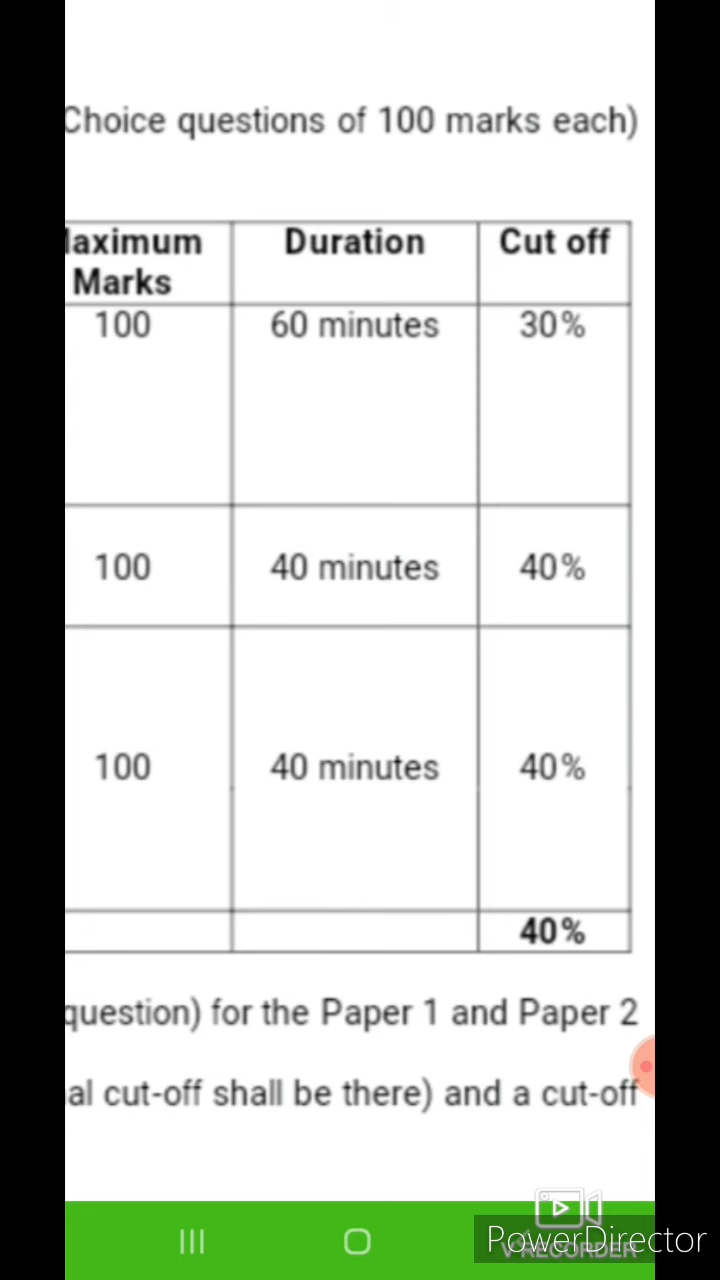 Choice questions of 100 marks each)
laximum Duration Cut off
Marks
100 60 minutes 30%
100 40 minutes 40%
100 40 minutes 40%
40%
question) for the Paper 1 and Paper 2
al cut-off shall be there) and a cut-off
PowerDirector
V RECORDER